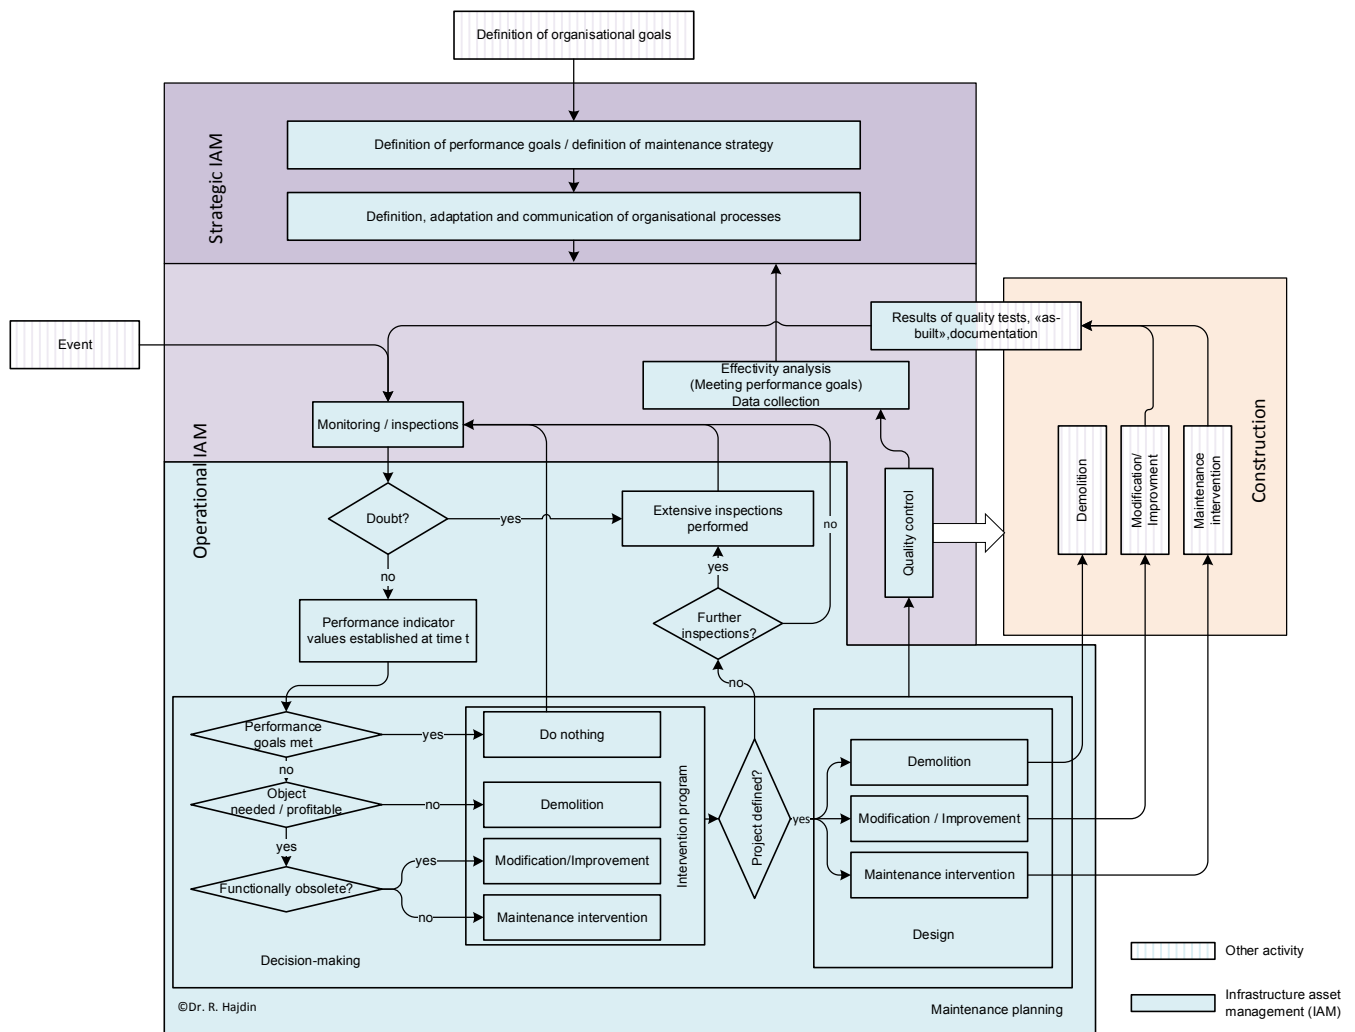 Definition of organisational goals
Strategic IAM
Definition of performance goals / definition of maintenance strategy
Definition, adaptation and communication of organisational processes
Event
Results of quality tests, «as-
built»,documentation
Effectivity analysis
(Meeting performance goals)
Data collection
Operational IAM
Monitoring / inspections
Construction
Demolition
Modification/
Improvment
Maintenance
intervention
Doubt?
yes
Extensive inspections
performed
no
Quality control
no
yes
Performance indicator
values established at time t
Further
inspections?
no
Performance
goals met
yes
Do nothing
no
Object
needed / profitable
no
Demolition
yes
Functionally obsolete?
yes
Modification/Improvement
no
Maintenance intervention
Intervention program
Project defined?
yes
Demolition
Modification / Improvement
Maintenance intervention
Design
Decision-making
©Dr. R. Hajdin
Maintenance planning
Other activity
Infrastructure asset
management (IAM)